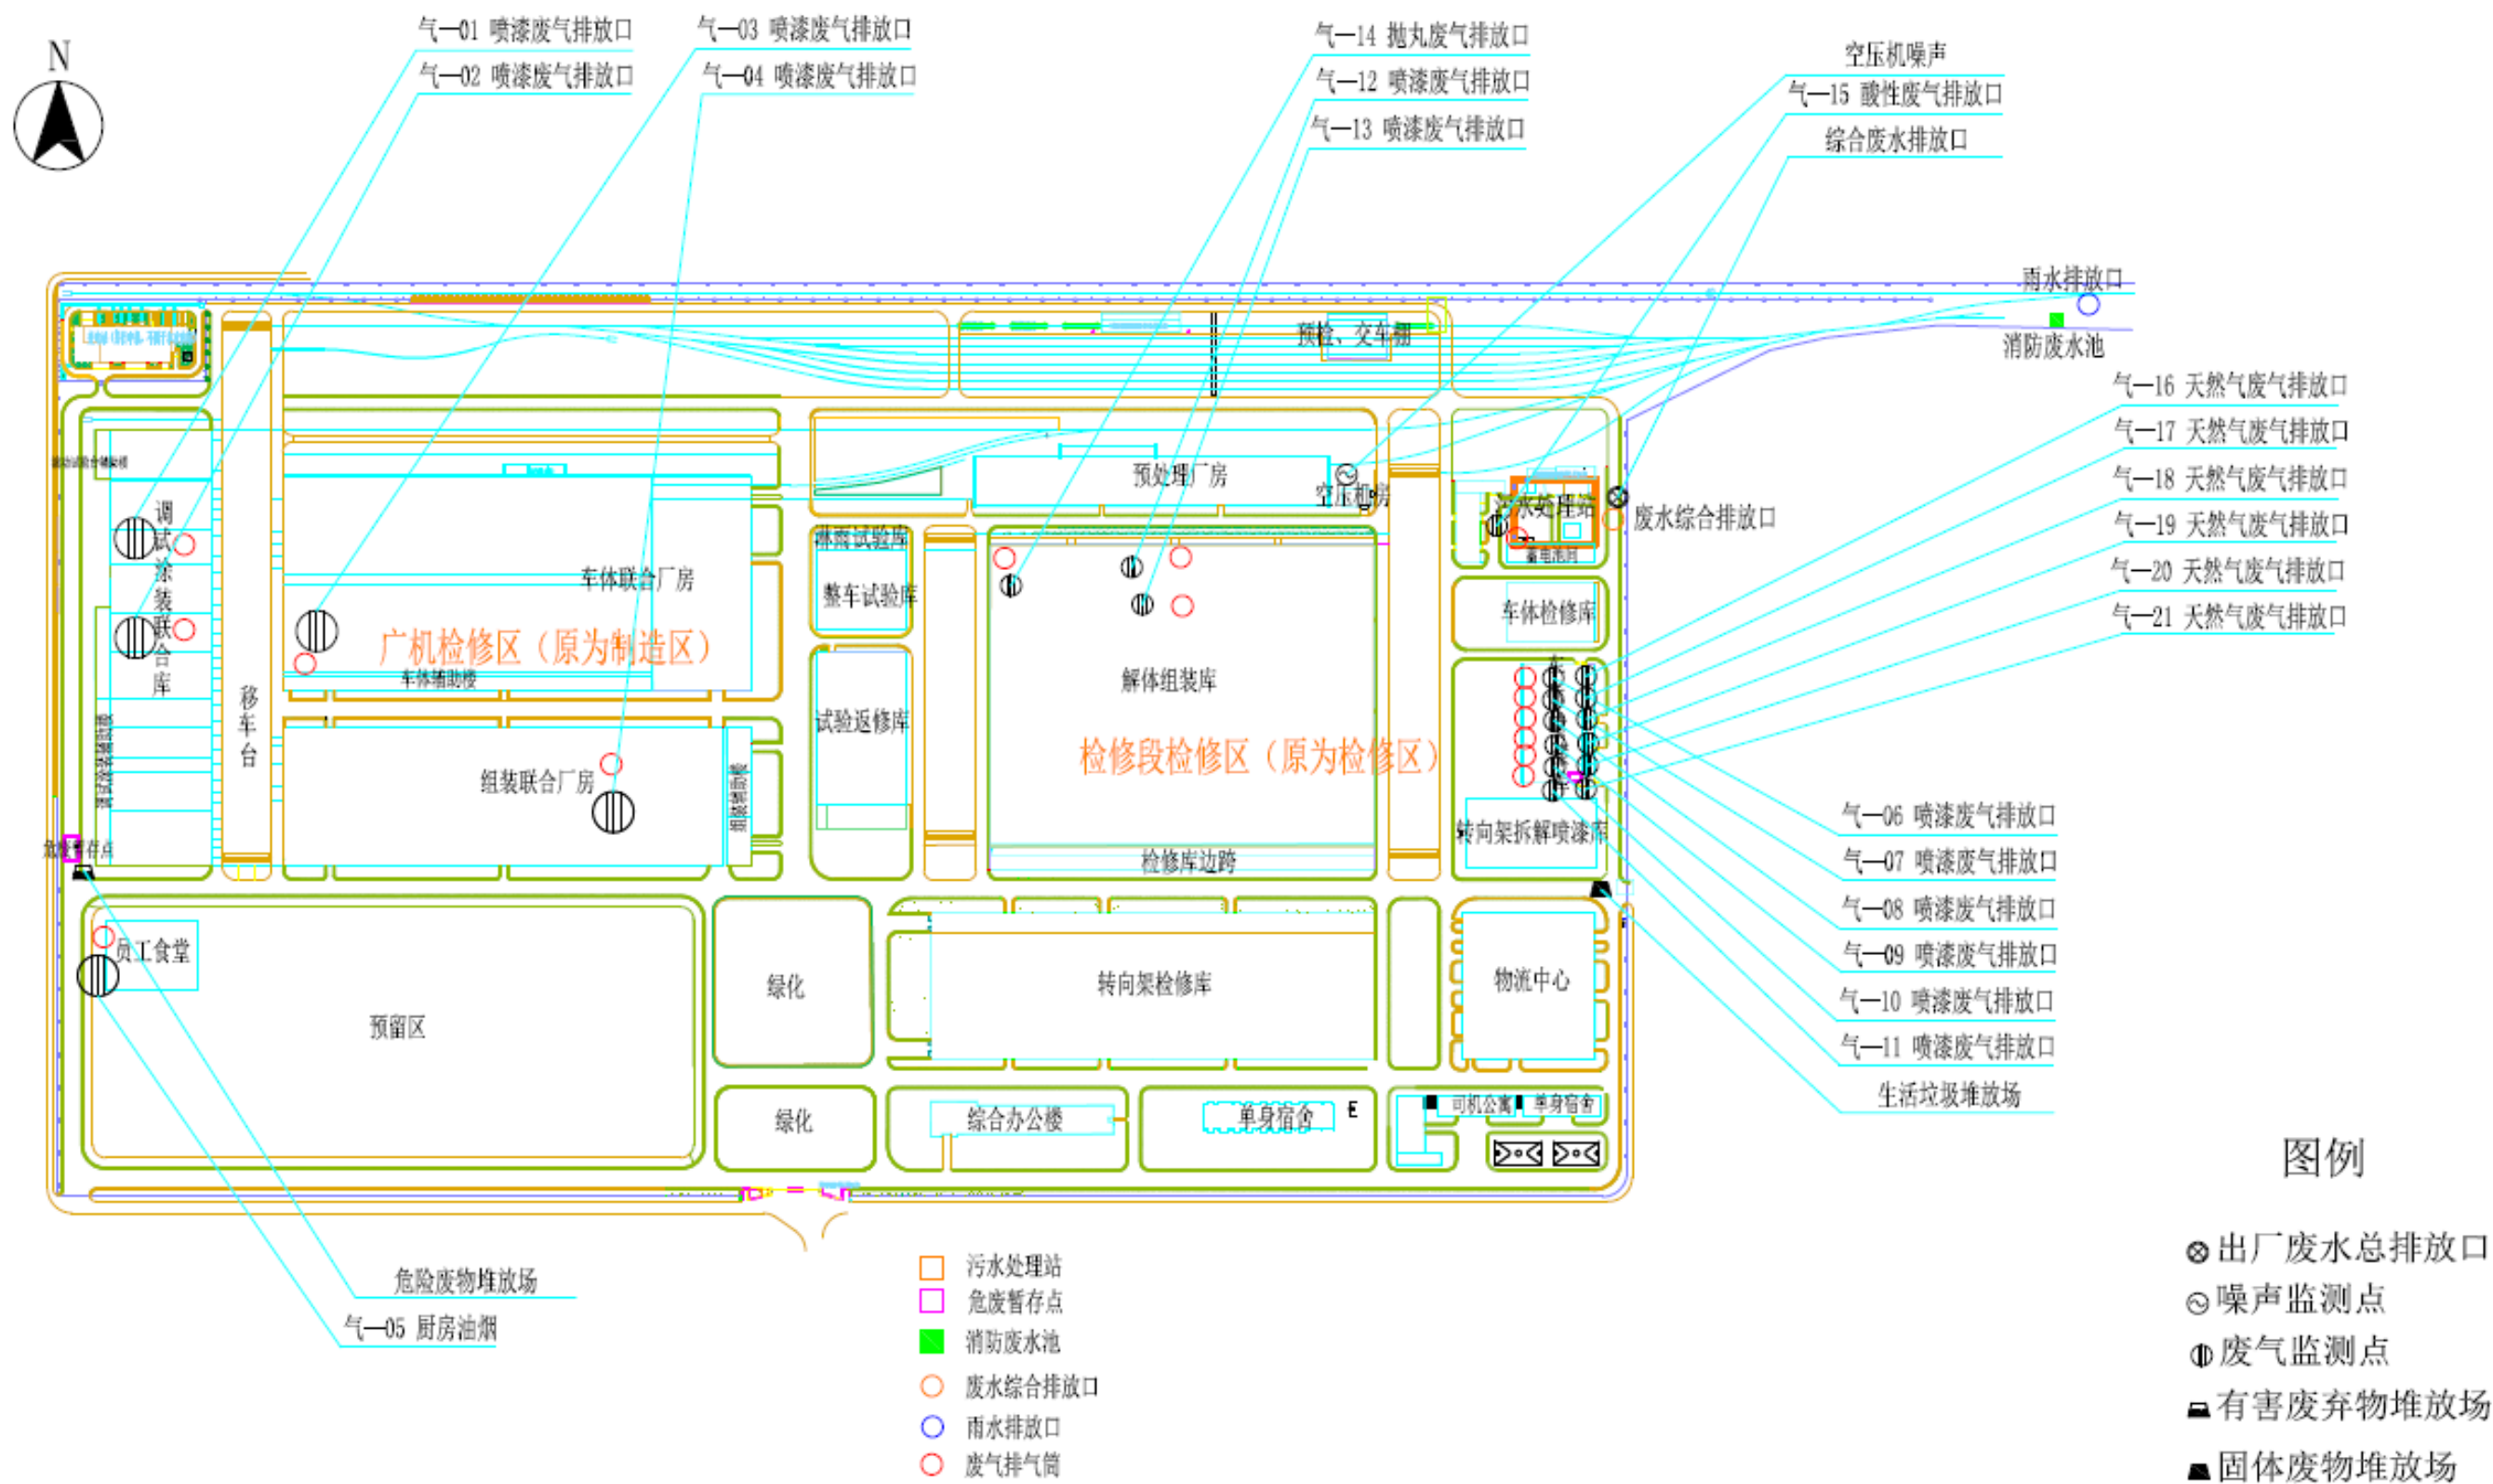 N
气—01 喷漆废气排放口
气—02 喷漆废气排放口
气—03 喷漆废气排放口
气—04 喷漆废气排放口
气—14 抛丸废气排放口
气—12 喷漆废气排放口
气—13 喷漆废气排放口
空压机噪声
气—15 酸性废气排放口
综合废水排放口
雨水排放口
消防废水池
预检、交车棚
气—16 天然气废气排放口
气—17 天然气废气排放口
气—18 天然气废气排放口
气—19 天然气废气排放口
气—20 天然气废气排放口
气—21 天然气废气排放口
预处理厂房
空压机房
污水处理站
废水综合排放口
蓄电池间
调试涂装联合库
淋雨试验库
车体联合厂房
整车试验库
车体检修库
广机检修区（原为制造区）
车体辅助楼
解体组装库
移车台
试验返修库
检修段检修区（原为检修区）
组装联合厂房
组装辅助楼
调试涂装辅助楼
转向架拆解喷漆库
危废暂存点
检修库边跨
气—06 喷漆废气排放口
气—07 喷漆废气排放口
气—08 喷漆废气排放口
气—09 喷漆废气排放口
气—10 喷漆废气排放口
气—11 喷漆废气排放口
生活垃圾堆放场
员工食堂
预留区
绿化
转向架检修库
物流中心
绿化
综合办公楼
单身宿舍
E
司机公寓
单身宿舍
危险废物堆放场
气—05 厨房油烟
污水处理站
危废暂存点
消防废水池
废水综合排放口
雨水排放口
废气排气筒
图例
出厂废水总排放口
噪声监测点
废气监测点
有害废弃物堆放场
固体废物堆放场